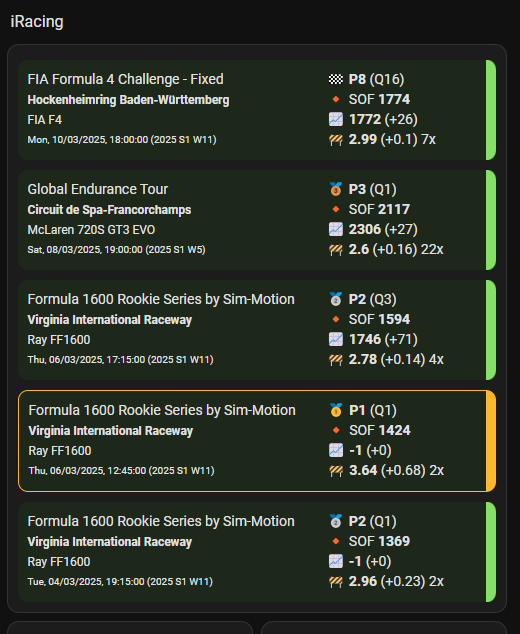 iRacing
FIA Formula 4 Challenge - Fixed
Hockenheimring Baden-Württemberg
FIA F4
Mon, 10/03/2025, 18:00:00 (2025 S1 W11)
P8 (Q16)
SOF 1774
1772 (+26)
2.99 (+0.1) 7x
Global Endurance Tour
Circuit de Spa-Francorchamps
McLaren 720S GT3 EVO
Sat, 08/03/2025, 19:00:00 (2025 S1 W5)
P3 (Q1)
SOF 2117
2306 (+27)
2.6 (+0.16) 22x
Formula 1600 Rookie Series by Sim-Motion
Virginia International Raceway
Ray FF1600
Thu, 06/03/2025, 17:15:00 (2025 S1 W11)
P2 (Q3)
SOF 1594
1746 (+71)
2.78 (+0.14) 4x
Formula 1600 Rookie Series by Sim-Motion
Virginia International Raceway
Ray FF1600
Thu, 06/03/2025, 12:45:00 (2025 S1 W11)
P1 (Q1)
SOF 1424
-1 (+0)
3.64 (+0.68) 2x
Formula 1600 Rookie Series by Sim-Motion
Virginia International Raceway
Ray FF1600
Tue, 04/03/2025, 19:15:00 (2025 S1 W11)
P2 (Q1)
SOF 1369
-1 (+0)
2.96 (+0.23) 2x